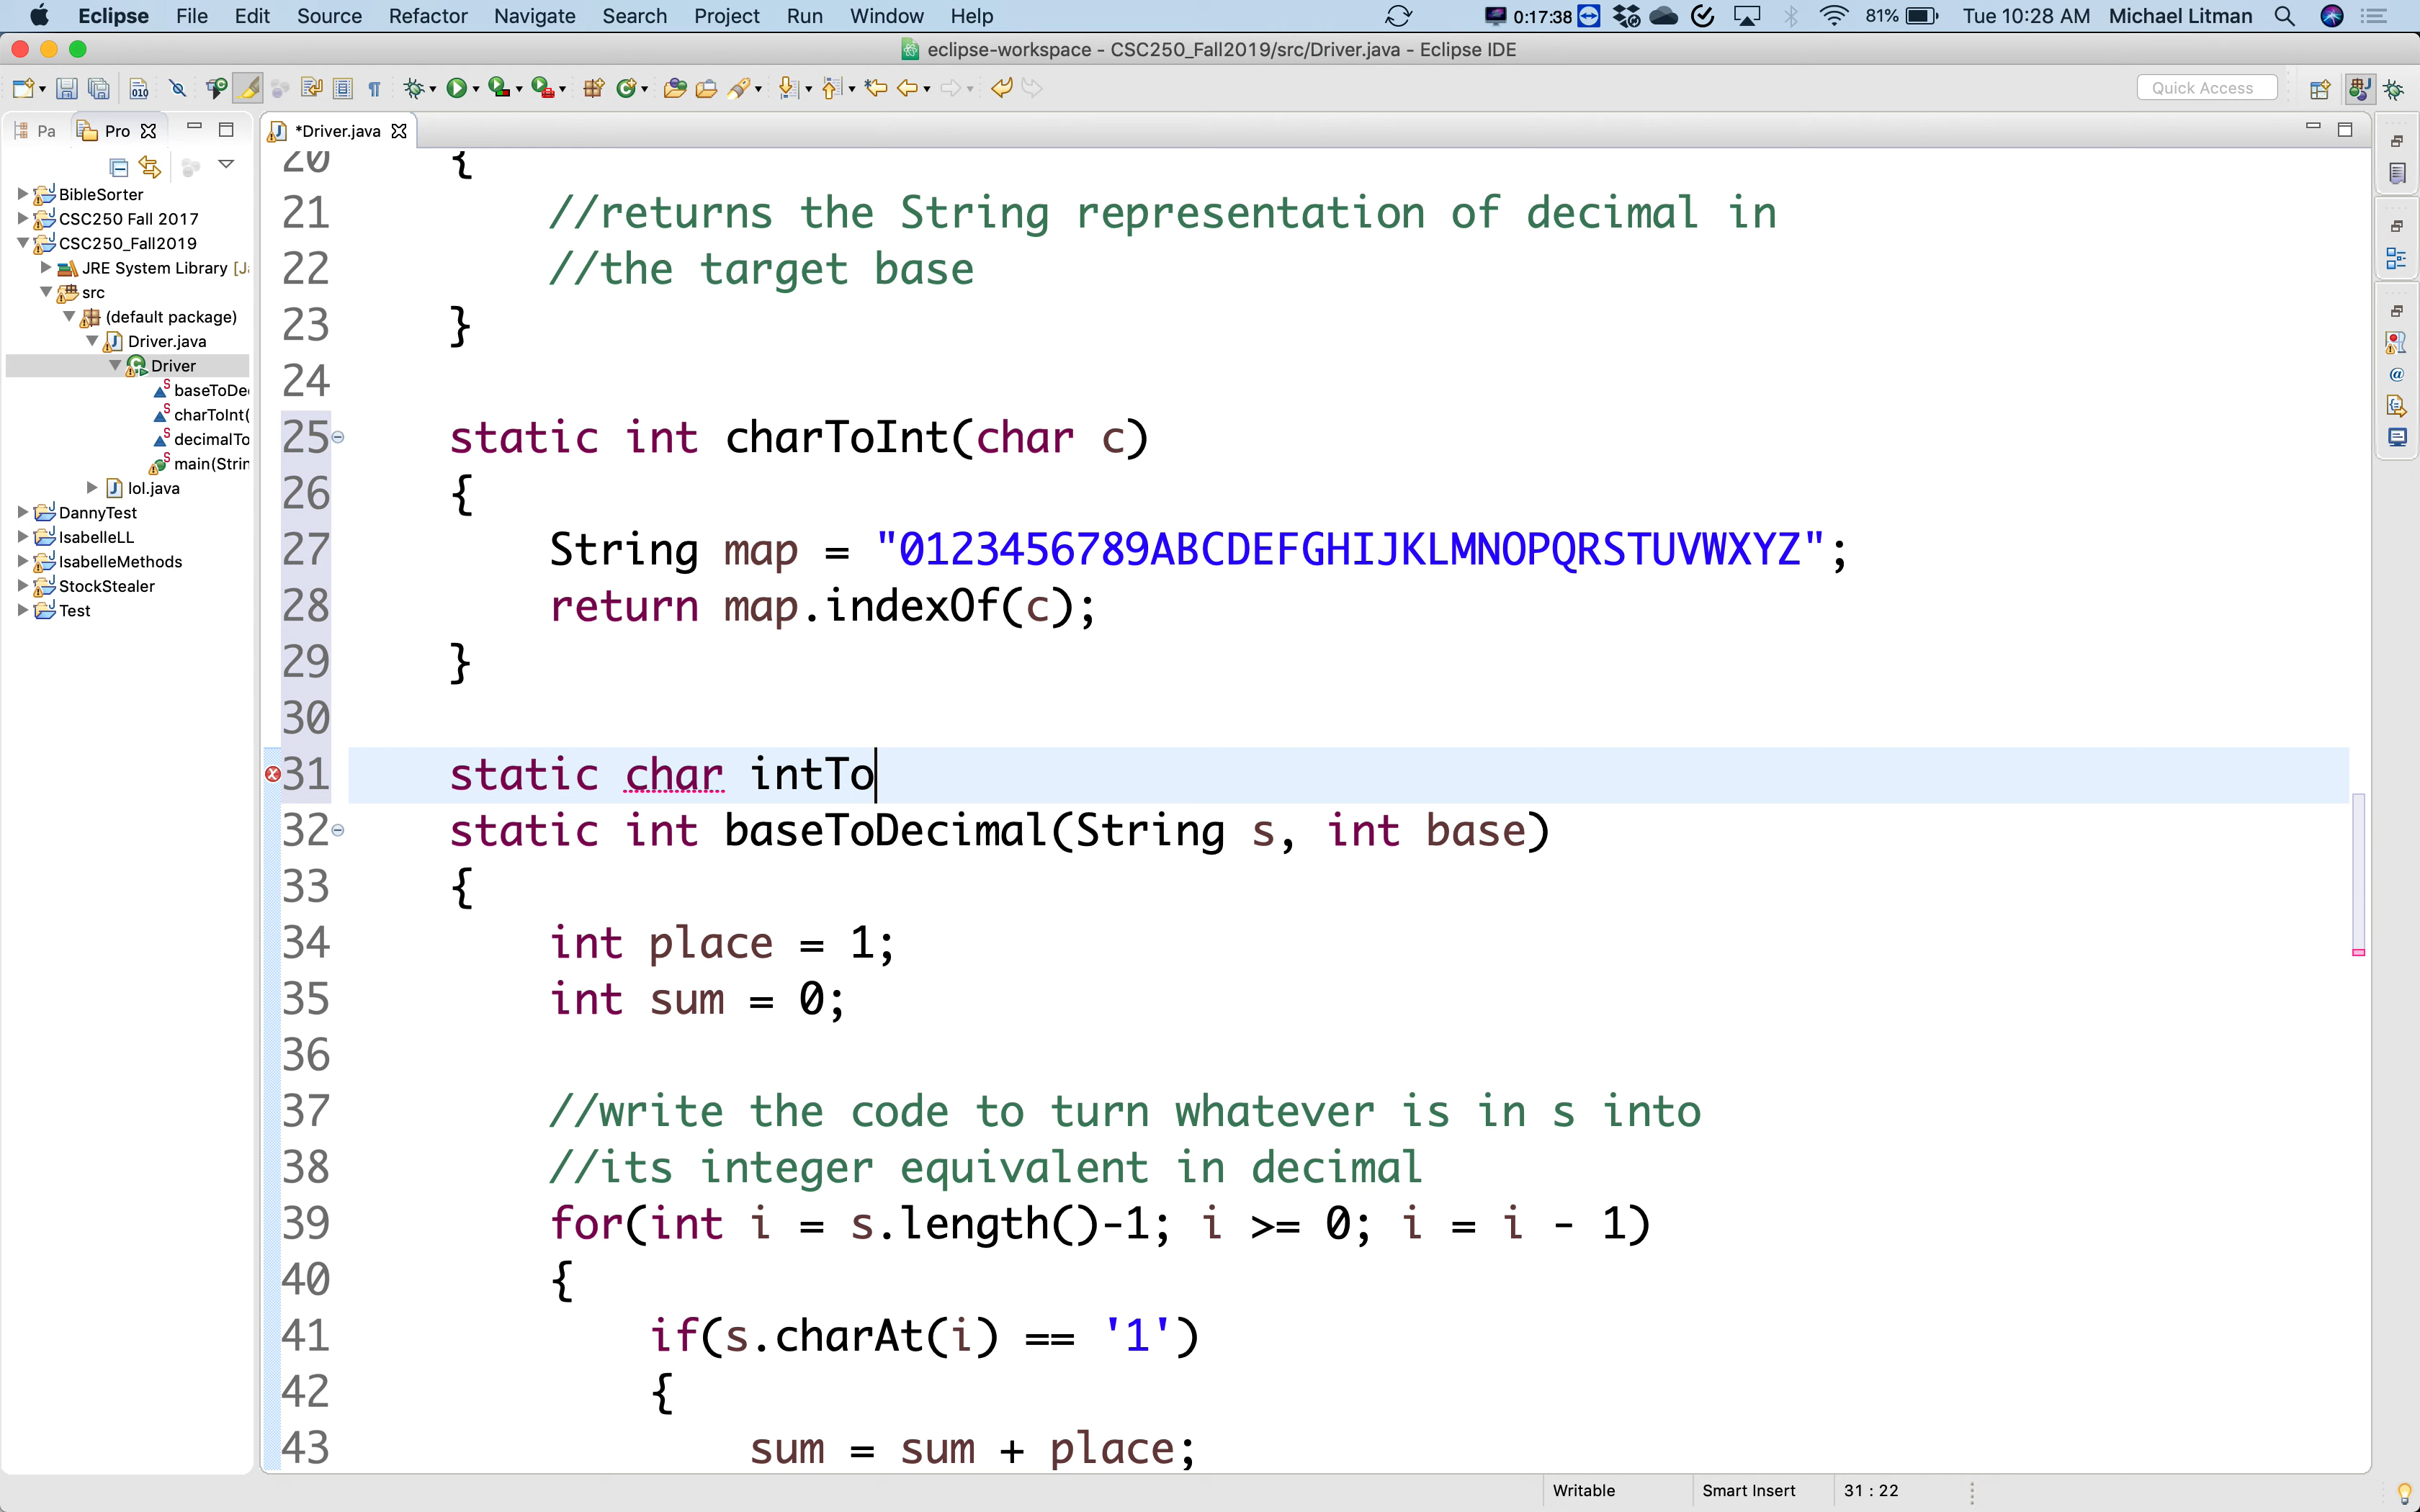 Eclipse File Edit Source Refactor Navigate Search Project Run Window Help 0:17:38 81% Tue 10:28 AM Michael Litman
eclipse-workspace - CSC250_Fall2019/src/Driver.java - Eclipse IDE
Quick Access
Pa Pro
*Driver.java
BibleSorter
CSC250 Fall 2017
CSC250_Fall2019
JRE System Library [Ja
src
(default package)
Driver.java
Driver
baseToDe
charToInt(
decimalTo
main(Strin
lol.java
DannyTest
IsabelleLL
IsabelleMethods
StockStealer
Test
20 {
21 //returns the String representation of decimal in
22 //the target base
23 }
24
25 static int charToInt(char c)
26 {
27 String map = "0123456789ABCDEFGHIJKLMNOPQRSTUVWXYZ";
28 return map.indexOf(c);
29 }
30
31 static char intTo
32 static int baseToDecimal(String s, int base)
33 {
34 int place = 1;
35 int sum = 0;
36
37 //write the code to turn whatever is in s into
38 //its integer equivalent in decimal
39 for(int i = s.length()-1; i >= 0; i = i - 1)
40 {
41 if(s.charAt(i) == '1')
42 {
43 sum = sum + place;
Writable Smart Insert 31 : 22